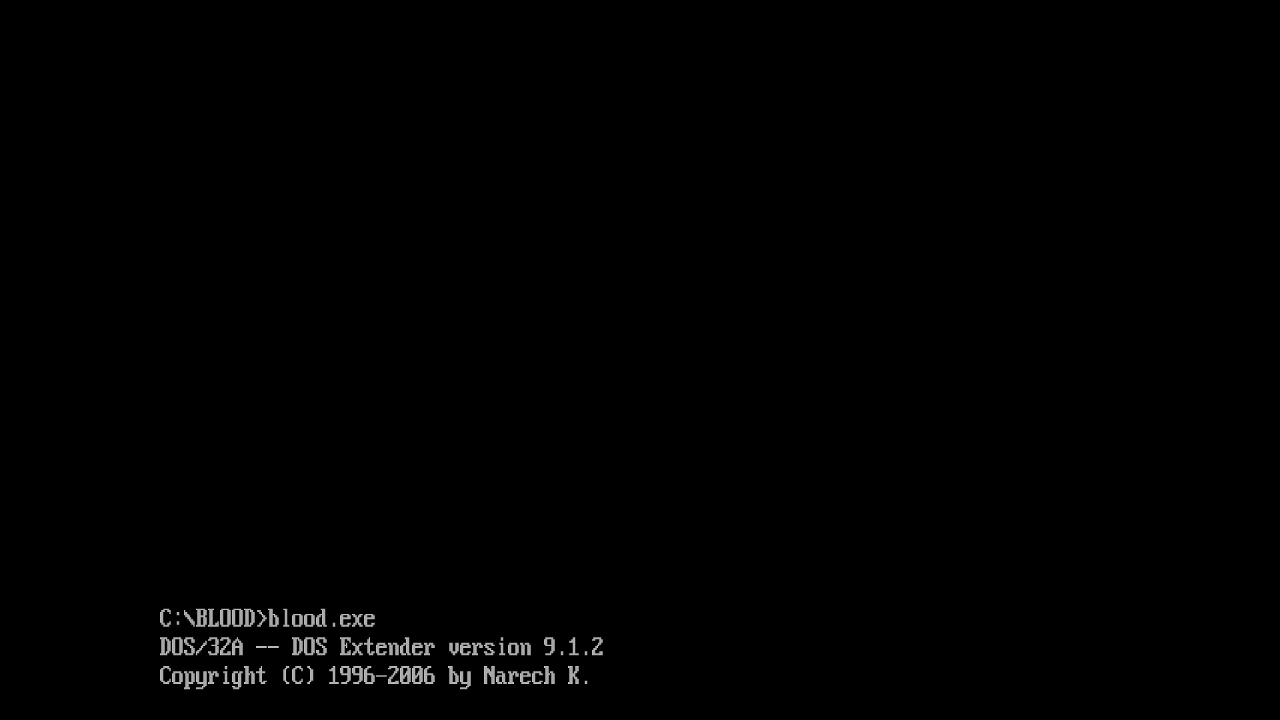 C:\BLOOD>blood.exe
DOS/32A -- DOS Extender version 9.1.2
Copyright (C) 1996-2006 by Narech K.